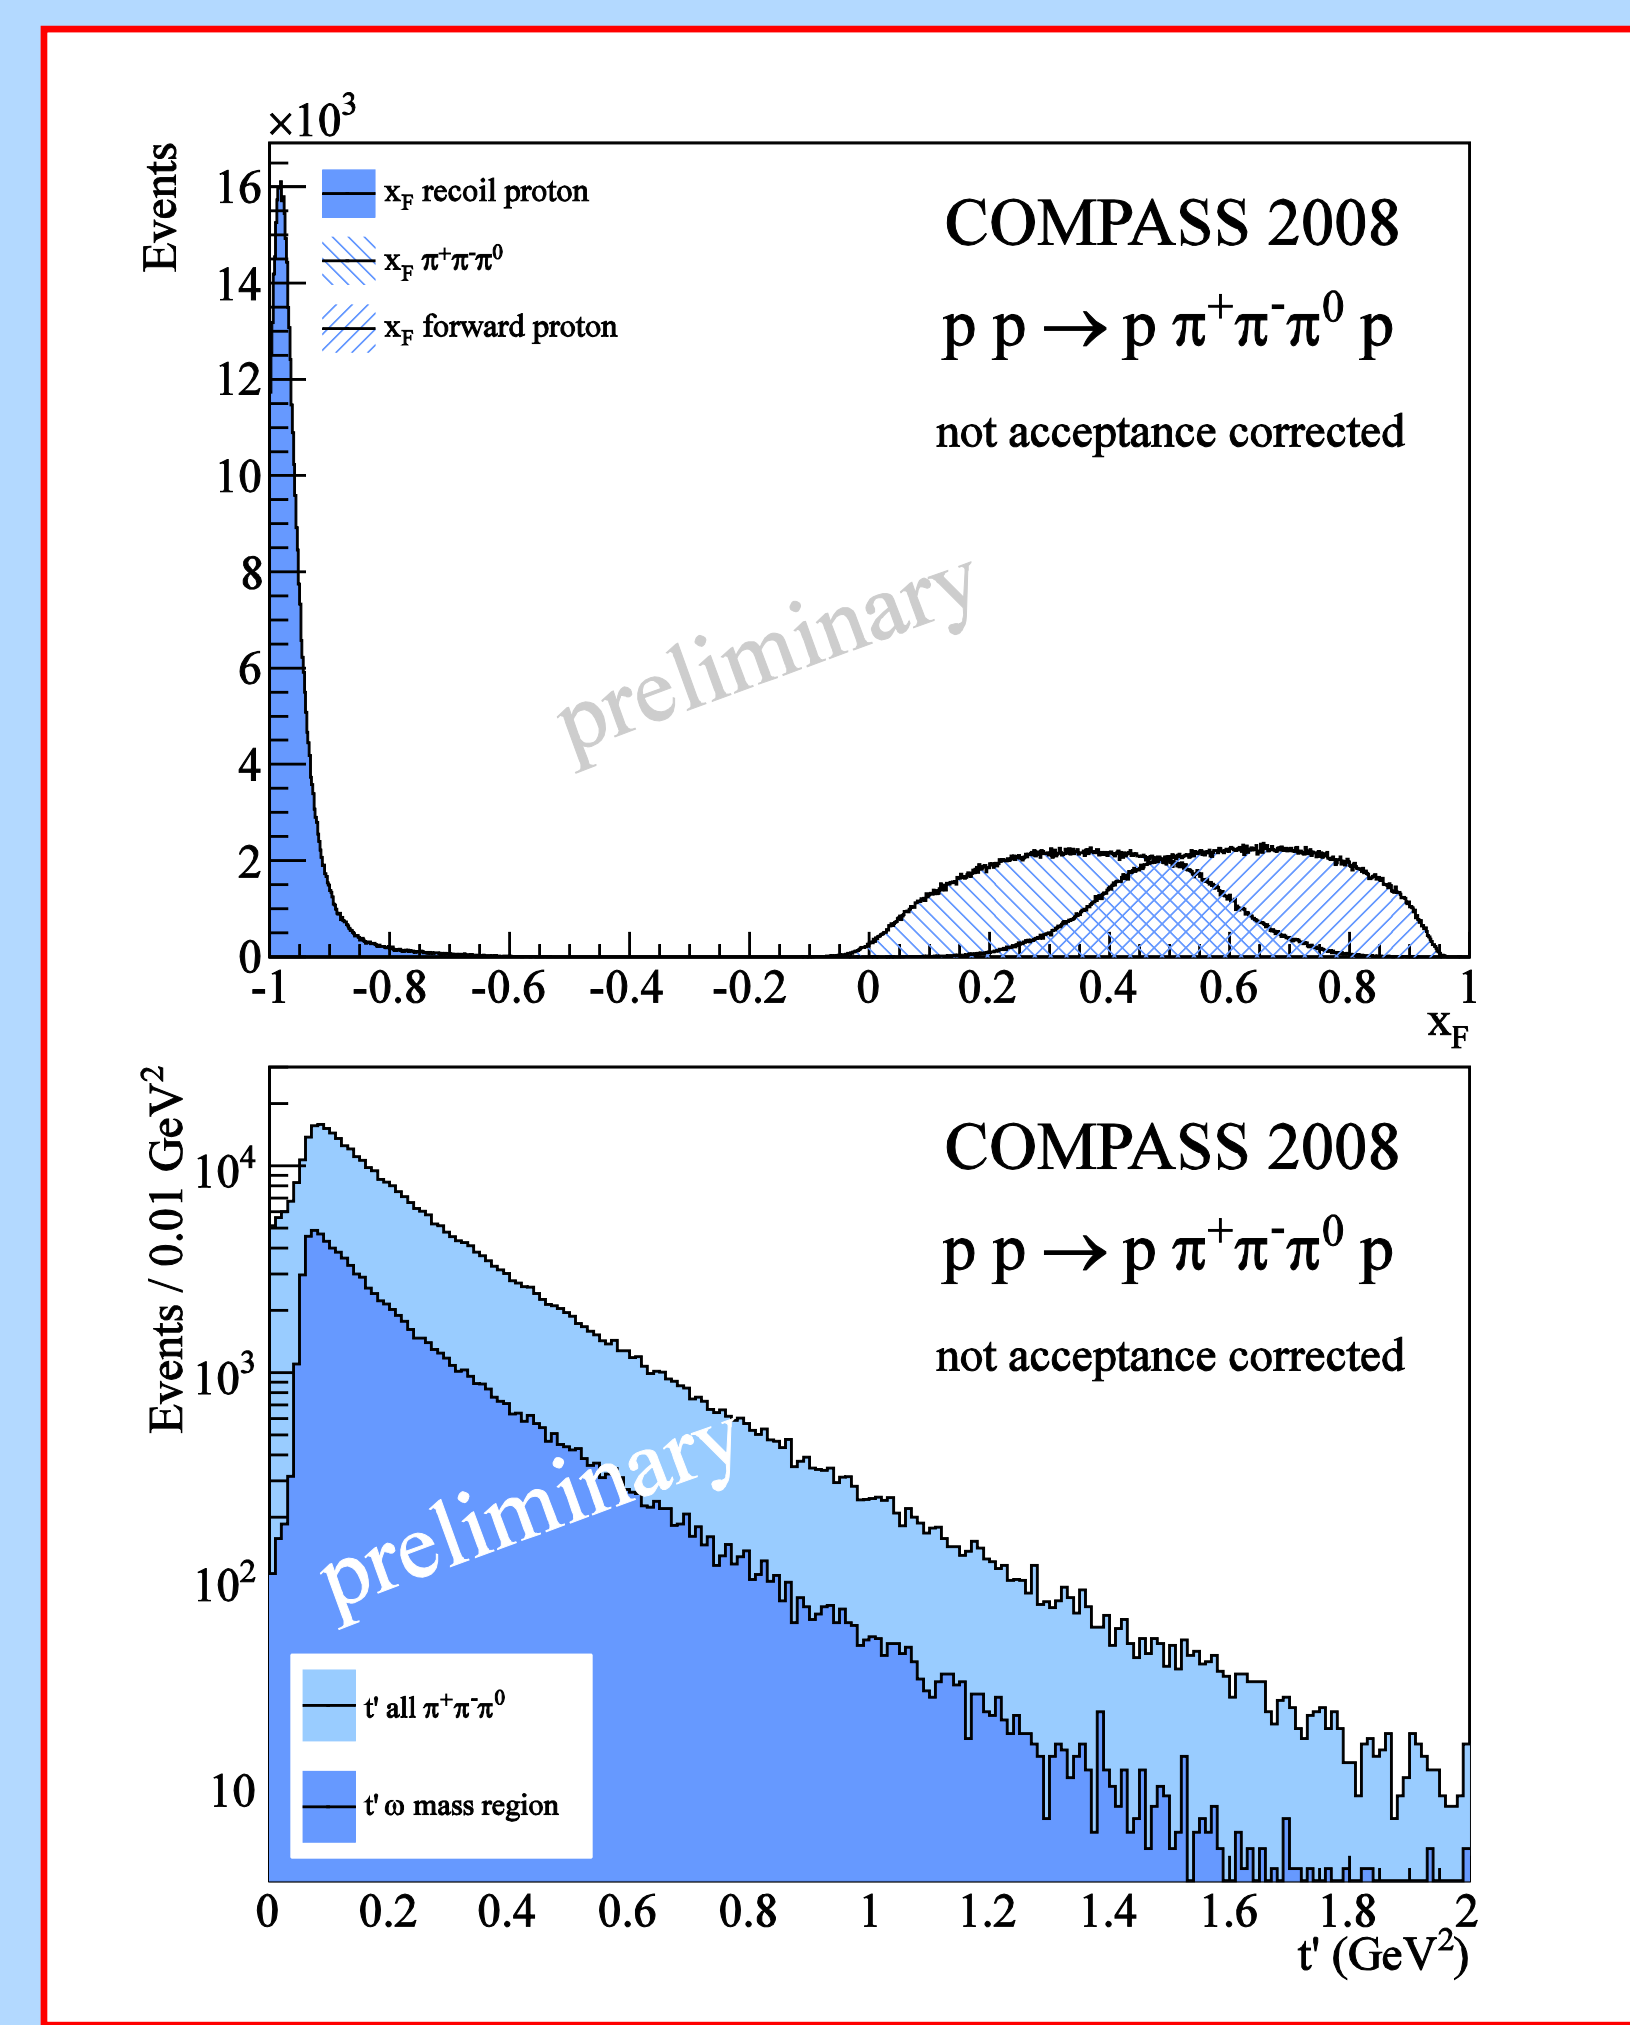 ×10³
Events
16
14
12
10
8
6
4
2
0
x_F recoil proton
x_F π⁺π⁻π⁰
x_F forward proton
COMPASS 2008
p p → p π⁺π⁻π⁰ p
not acceptance corrected
preliminary
-1 -0.8 -0.6 -0.4 -0.2 0 0.2 0.4 0.6 0.8 1
x_F
Events / 0.01 GeV²
10⁴
10³
10²
10
COMPASS 2008
p p → p π⁺π⁻π⁰ p
not acceptance corrected
preliminary
t' all π⁺π⁻π⁰
t' ω mass region
0 0.2 0.4 0.6 0.8 1 1.2 1.4 1.6 1.8 2
t' (GeV²)